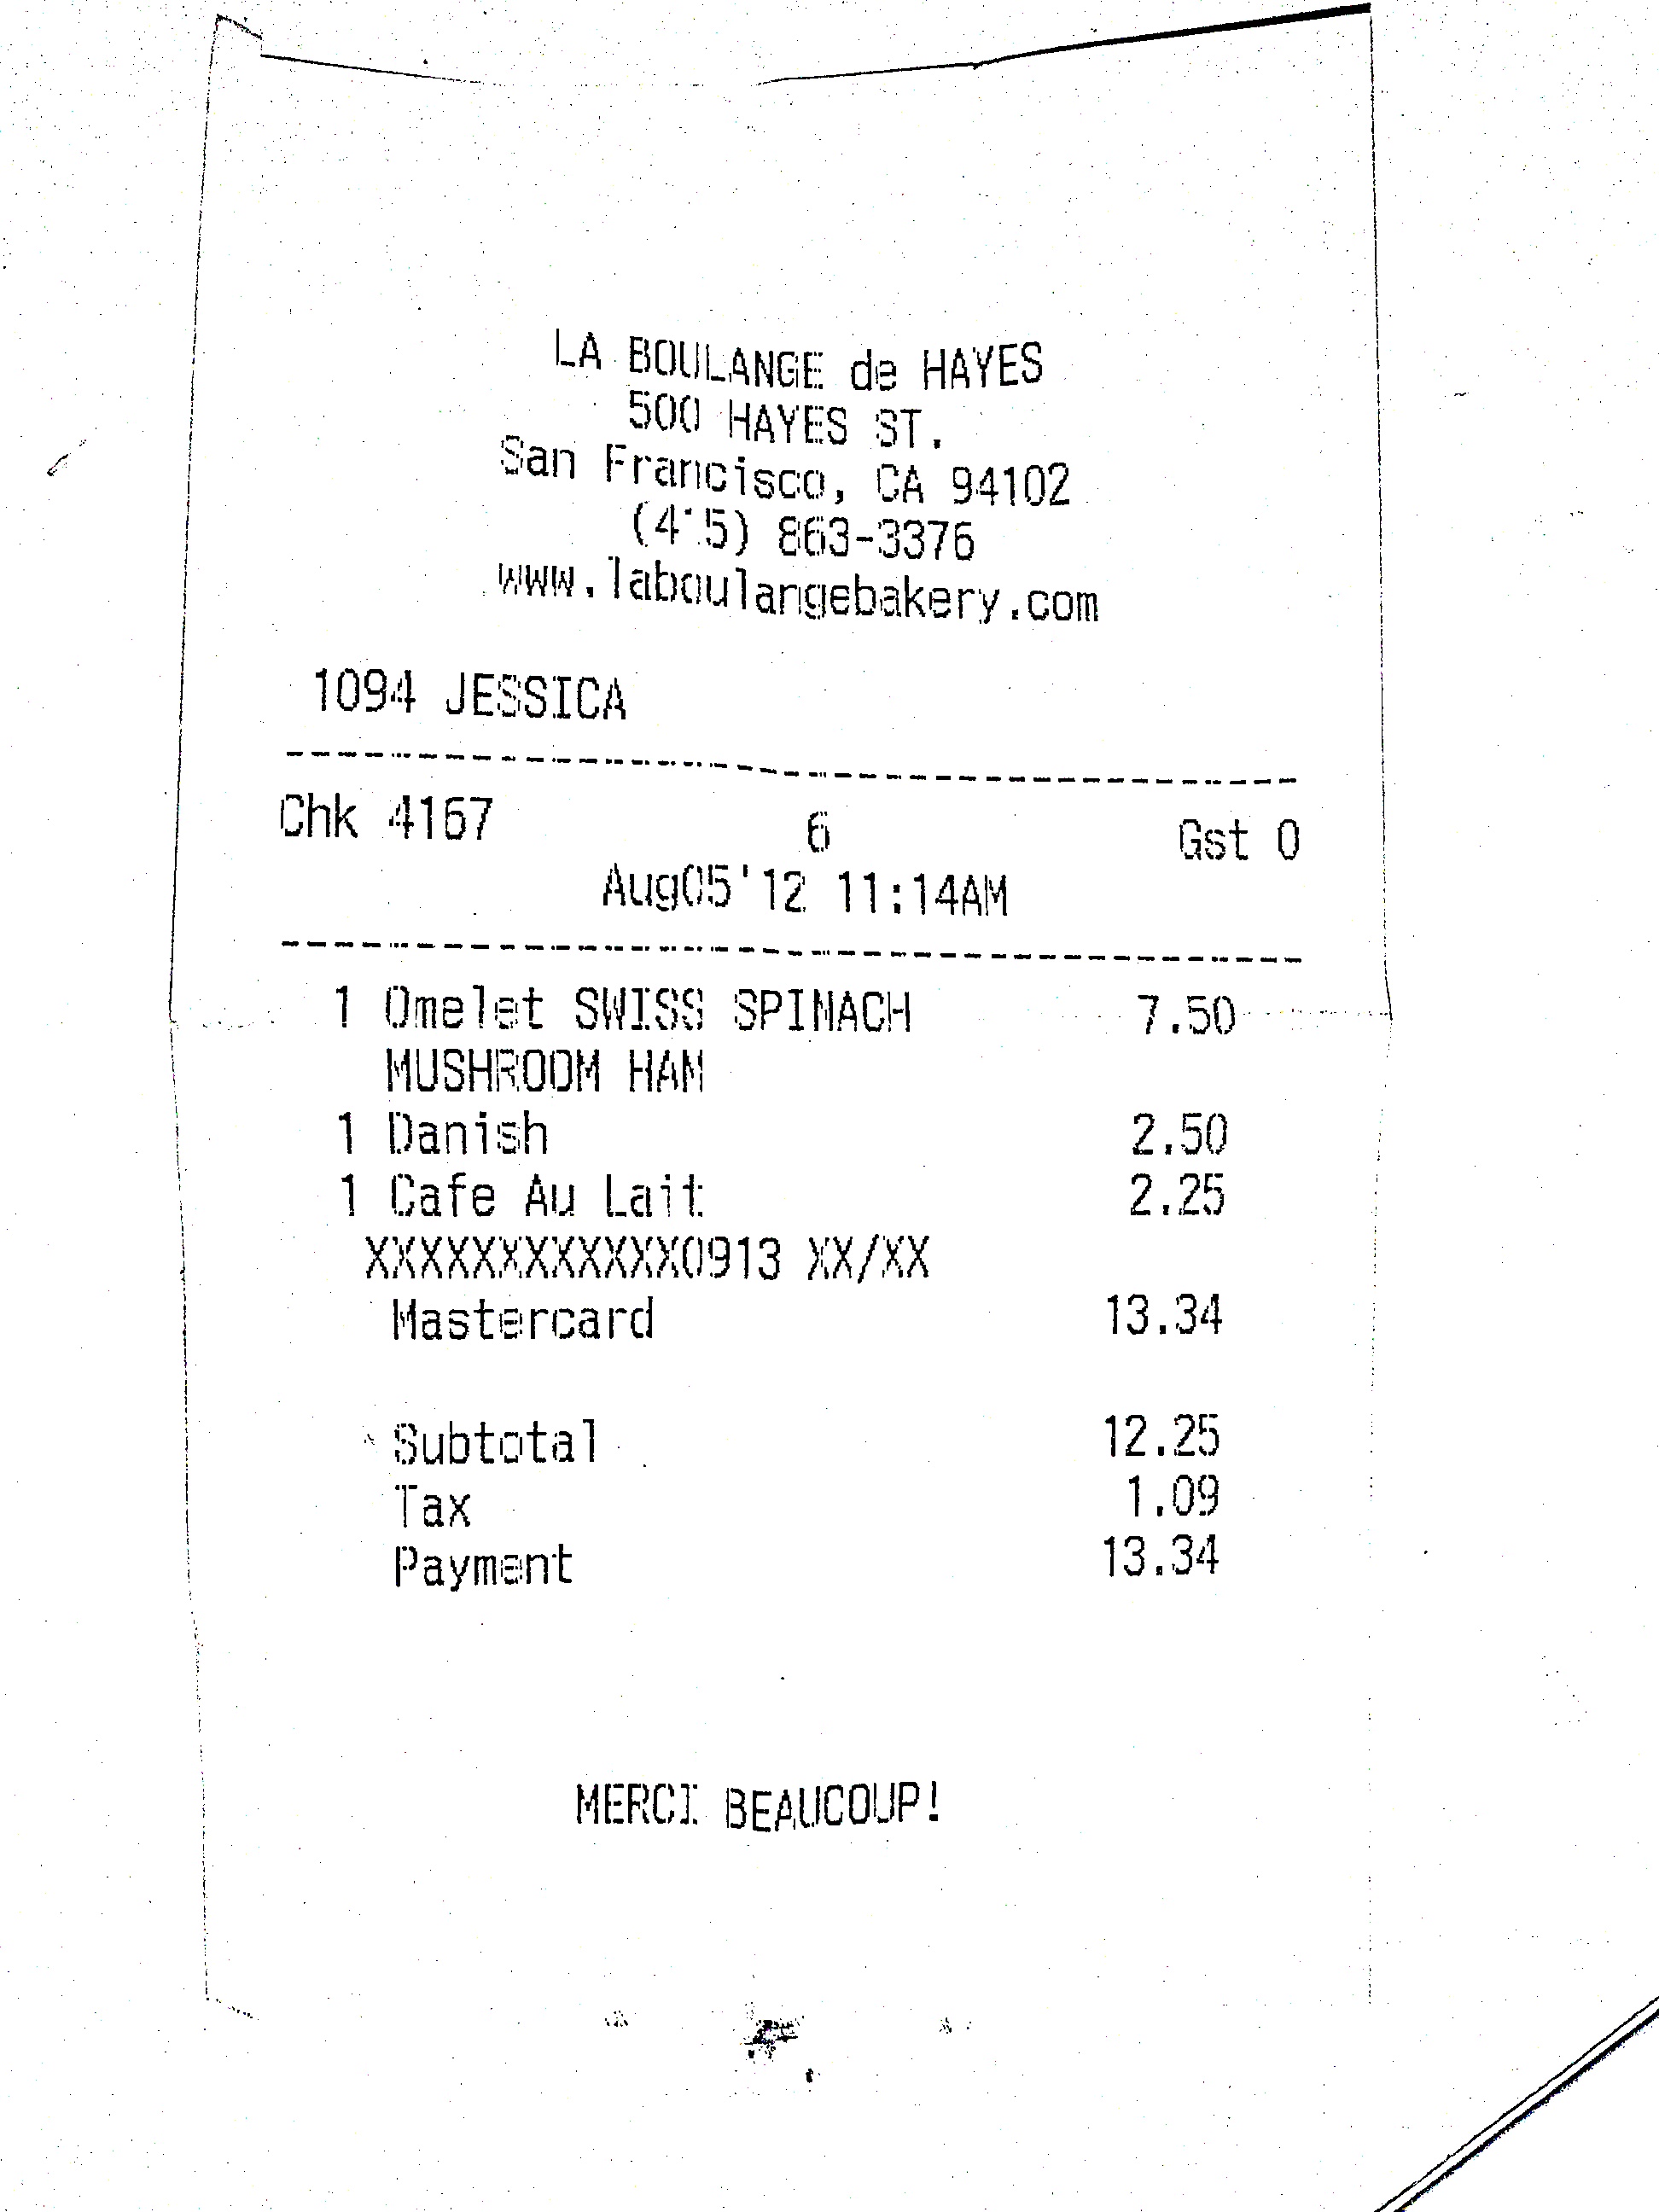 LA BOULANGE de HAYES
500 HAYES ST.
San Francisco, CA 94102
(415) 863-3376
www.laboulangebakery.com
1094 JESSICA
Chk 4167 6 Gst 0
Aug05'12 11:14AM
1 Omelet SWISS SPINACH 7.50
MUSHROOM HAM
1 Danish 2.50
1 Cafe Au Lait 2.25
XXXXXXXXXXXX0913 XX/XX
Mastercard 13.34
Subtotal 12.25
Tax 1.09
Payment 13.34
MERCI BEAUCOUP!